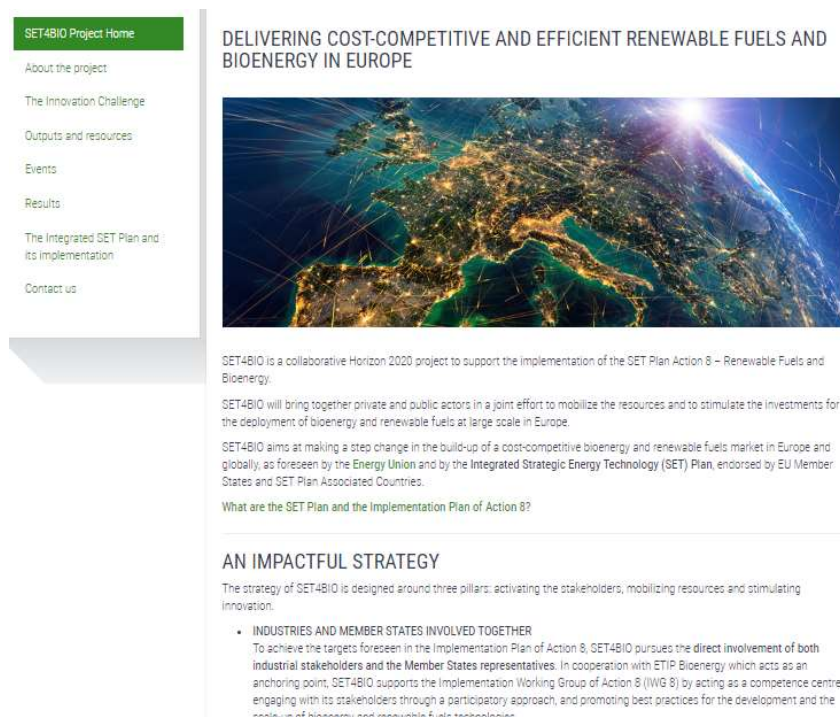 SET4BIO Project Home
About the project
The Innovation Challenge
Outputs and resources
Events
Results
The Integrated SET Plan and
its implementation
Contact us
DELIVERING COST-COMPETITIVE AND EFFICIENT RENEWABLE FUELS AND
BIOENERGY IN EUROPE
SET4BIO is a collaborative Horizon 2020 project to support the implementation of the SET Plan Action 8 – Renewable Fuels and
Bioenergy.
SET4BIO will bring together private and public actors in a joint effort to mobilize the resources and to stimulate the investments for
the deployment of bioenergy and renewable fuels at large scale in Europe.
SET4BIO aims at making a step change in the build-up of a cost-competitive bioenergy and renewable fuels market in Europe and
globally, as foreseen by the Energy Union and by the Integrated Strategic Energy Technology (SET) Plan, endorsed by EU Member
States and SET Plan Associated Countries.
What are the SET Plan and the Implementation Plan of Action 8?
AN IMPACTFUL STRATEGY
The strategy of SET4BIO is designed around three pillars: activating the stakeholders, mobilizing resources and stimulating
innovation.
• INDUSTRIES AND MEMBER STATES INVOLVED TOGETHER
To achieve the targets foreseen in the Implementation Plan of Action 8, SET4BIO pursues the direct involvement of both
industrial stakeholders and the Member States representatives. In cooperation with ETIP Bioenergy which acts as an
anchoring point, SET4BIO supports the Implementation Working Group of Action 8 (IWG 8) by acting as a competence centre
engaging with its stakeholders through a participatory approach, and promoting best practices for the development and the
scale-up of bioenergy and renewable fuels technologies.